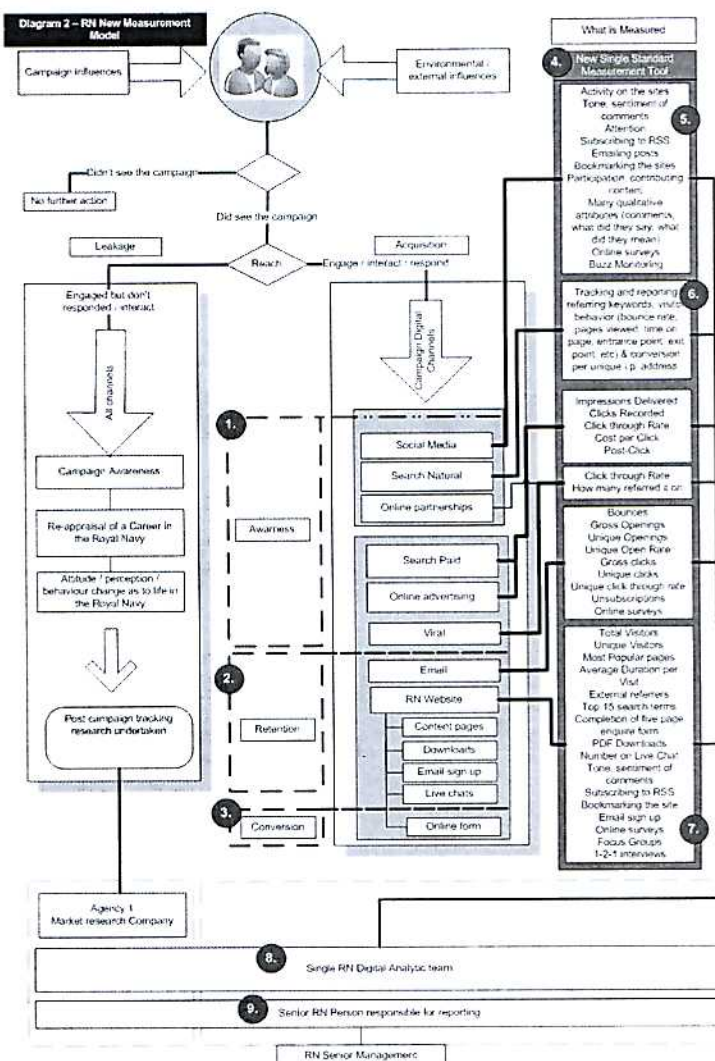 Diagram 2 – RN New Measurement
Model
Campaign influences
Environmental /
external influences
What is Measured
4.
New Single Standard
Measurement Tool
Activity on the sites
Tone, sentiment of
comments
Attention
Subscribing to RSS
Emailing posts
Bookmarking the sites
Participation, contributing
content
Many qualitative
attributes (comments,
what did they say, what
did they mean)
Online surveys
Buzz Monitoring
5.
Didn't see the campaign
No further action
Did see the campaign
Leakage
Reach
Acquisition
Engage / interact / respond
Engaged but don't
responded / interact
All channels
Campaign Digital
Channels
Tracking and reporting
referring keywords, visitor
behavior (bounce rate,
pages viewed, time on
page, entrance point, exit
point, etc) & conversion
per unique i.p. address
6.
1.
Campaign Awareness
Re-appraisal of a Career in
the Royal Navy
Attitude / perception /
behaviour change as to life in
the Royal Navy
Post campaign tracking
research undertaken
Awarness
Social Media
Search Natural
Online partnerships
Search Paid
Online advertising
Viral
Impressions Delivered
Clicks Recorded
Click through Rate
Cost per Click
Post-Click
Click through Rate
How many referred it on
Bounces
Gross Openings
Unique Openings
Unique Open Rate
Gross clicks
Unique clicks
Unique click through rate
Unsubscriptions
Online surveys
2.
Retention
Email
RN Website
Content pages
Downloads
Email sign up
Live chats
3.
Conversion
Online form
Total Visitors
Unique Visitors
Most Popular pages
Average Duration per
Visit
External referrers
Top 15 search terms
Completion of five page
enquire form
PDF Downloads
Number on Live Chat
Tone, sentiment of
comments
Subscribing to RSS
Bookmarking the site
Email sign up
Online surveys
Focus Groups
1-2-1 interviews
7.
Agency 1
Market research Company
8.
Single RN Digital Analytic team
9.
Senior RN Person responsible for reporting
RN Senior Management